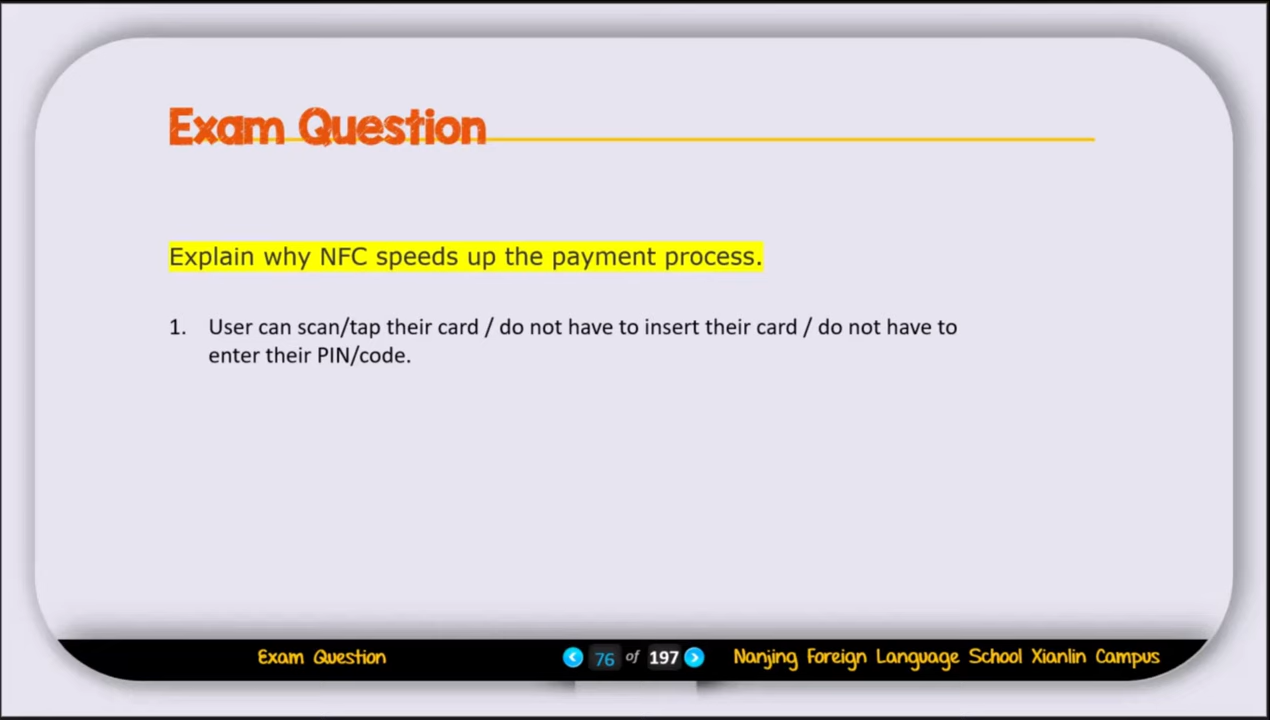 Exam Question
Explain why NFC speeds up the payment process.
1. User can scan/tap their card / do not have to insert their card / do not have to
enter their PIN/code.
Exam Question 76 of 197 Nanjing Foreign Language School Xianlin Campus